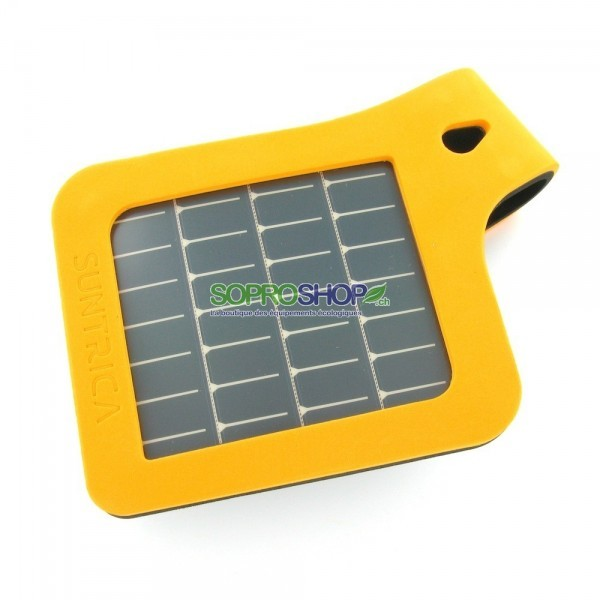 SOPROSHOP.ch
La boutique des équipements écologiques
SUNTRICA